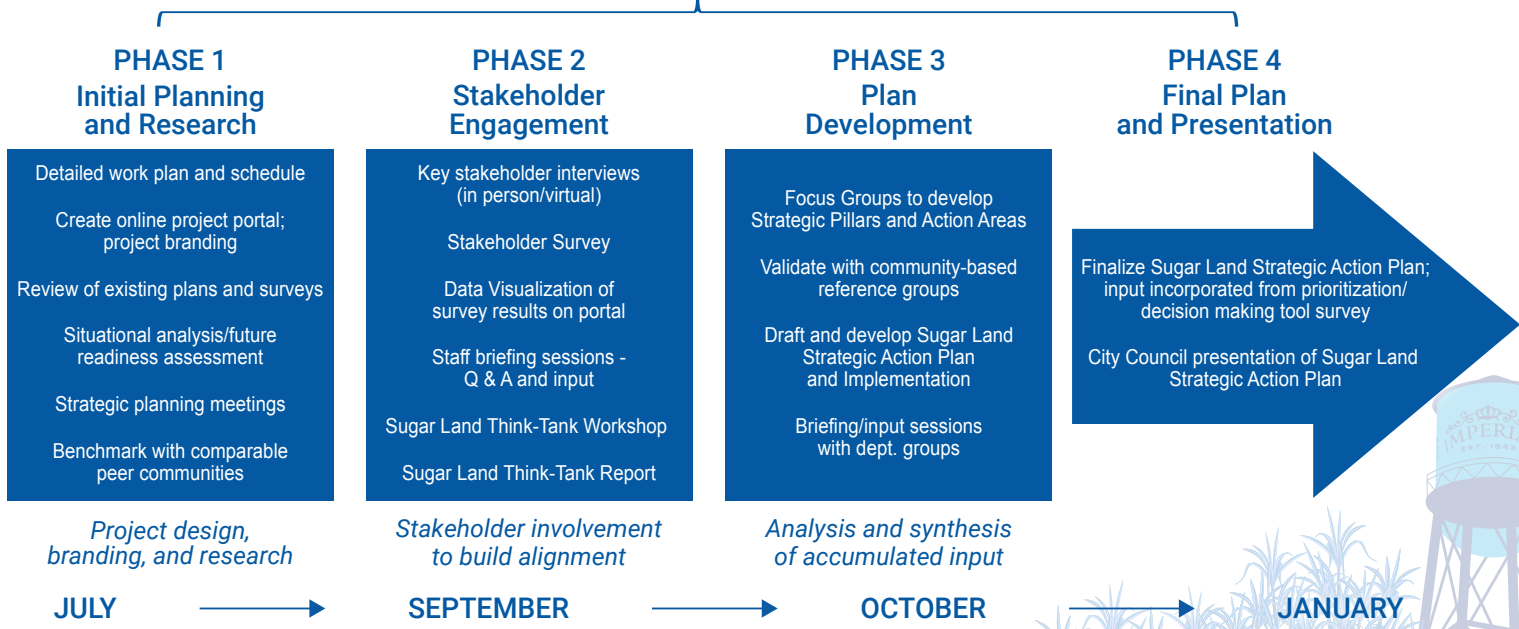 PHASE 1
Initial Planning
and Research
Detailed work plan and schedule
Create online project portal;
project branding
Review of existing plans and surveys
Situational analysis/future
readiness assessment
Strategic planning meetings
Benchmark with comparable
peer communities
Project design,
branding, and research
JULY
PHASE 2
Stakeholder
Engagement
Key stakeholder interviews
(in person/virtual)
Stakeholder Survey
Data Visualization of
survey results on portal
Staff briefing sessions -
Q & A and input
Sugar Land Think-Tank Workshop
Sugar Land Think-Tank Report
Stakeholder involvement
to build alignment
SEPTEMBER
PHASE 3
Plan
Development
Focus Groups to develop
Strategic Pillars and Action Areas
Validate with community-based
reference groups
Draft and develop Sugar Land
Strategic Action Plan
and Implementation
Briefing/input sessions
with dept. groups
Analysis and synthesis
of accumulated input
OCTOBER
PHASE 4
Final Plan
and Presentation
Finalize Sugar Land Strategic Action Plan;
input incorporated from prioritization/
decision making tool survey
City Council presentation of Sugar Land
Strategic Action Plan
JANUARY